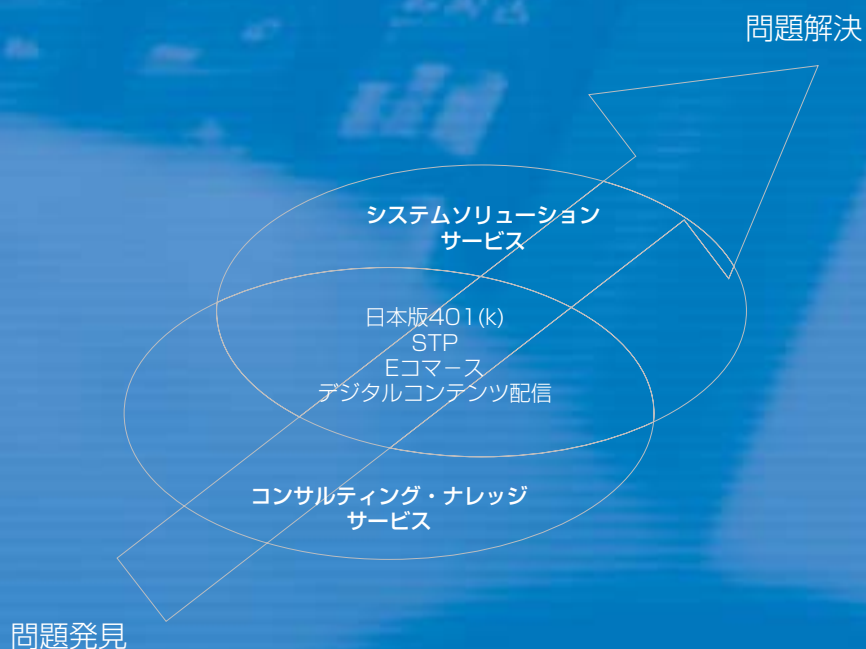 問題解決
システムソリューション
サービス
日本版401(k)
STP
Eコマース
デジタルコンテンツ配信
コンサルティング・ナレッジ
サービス
問題発見